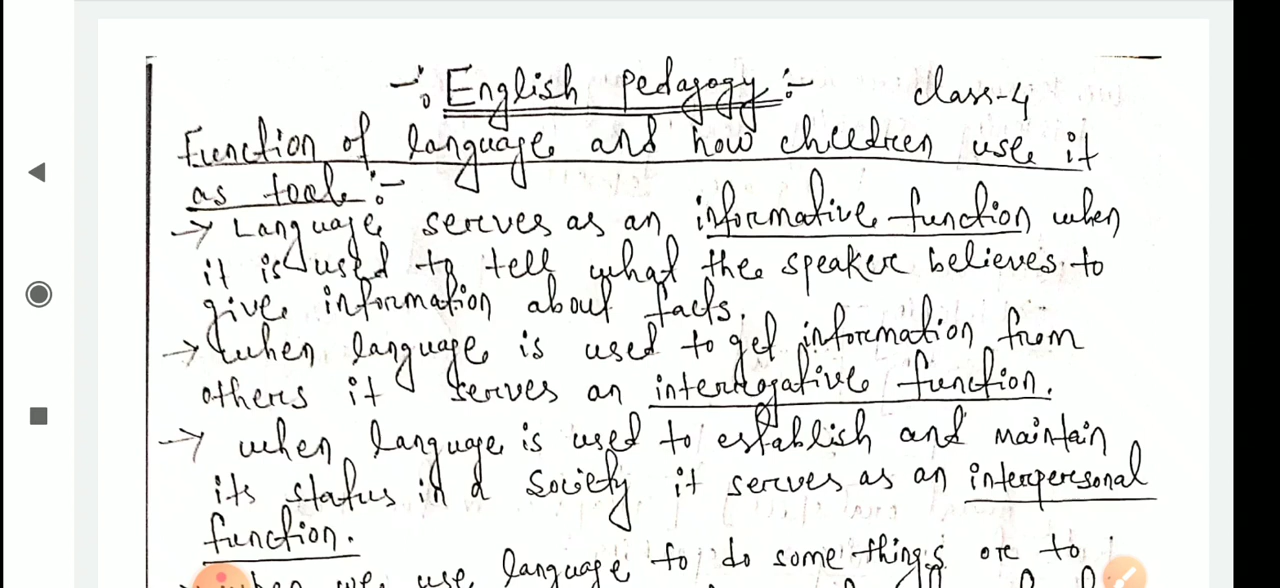 -: English pedagogy :-
class-4
Function of language and how children use it
as tool :-
→ Language serves as an informative function when
it is used to tell what the speaker believes to
give information about facts.
→ when language is used to get information from
others it serves an interrogative function.
→ when language is used to establish and maintain
its status in a society it serves as an interpersonal
function.
we use language to do some things or to